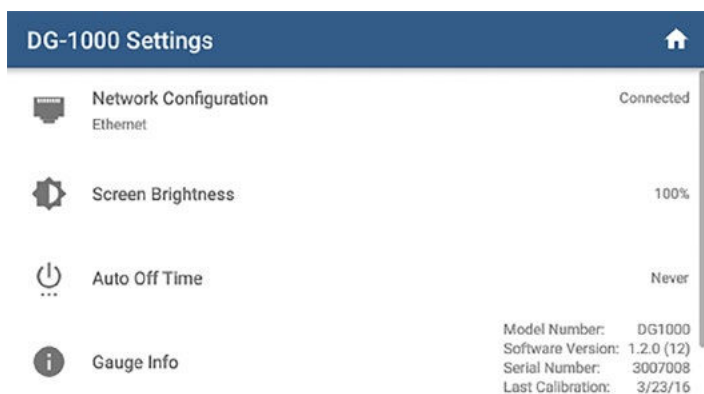 DG-1000 Settings
Network Configuration
Connected
Ethernet
Screen Brightness
100%
Auto Off Time
Never
Gauge Info
Model Number: DG1000
Software Version: 1.2.0 (12)
Serial Number: 3007008
Last Calibration: 3/23/16